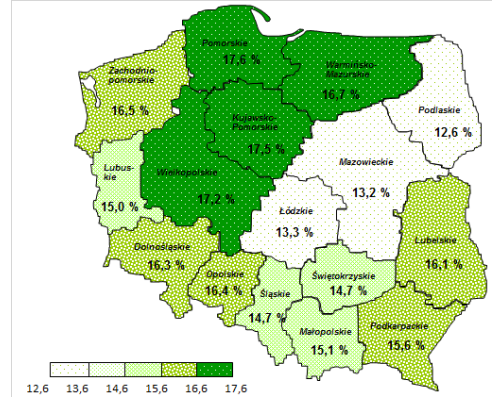 Pomorskie
17,6 %
Warmińsko-
Mazurskie
16,7 %
Zachodnio-
pomorskie
16,5 %
Podlaskie
12,6 %
Kujawsko-
Pomorskie
17,5 %
Mazowieckie
13,2 %
Lubus-
kie
15,0 %
Wielkopolskie
17,2 %
Łódzkie
13,3 %
Lubelskie
16,1 %
Dolnośląskie
16,3 %
Opolskie
16,4 %
Śląskie
14,7 %
Świętokrzyskie
14,7 %
Małopolskie
15,1 %
Podkarpackie
15,6 %
12,6 13,6 14,6 15,6 16,6 17,6